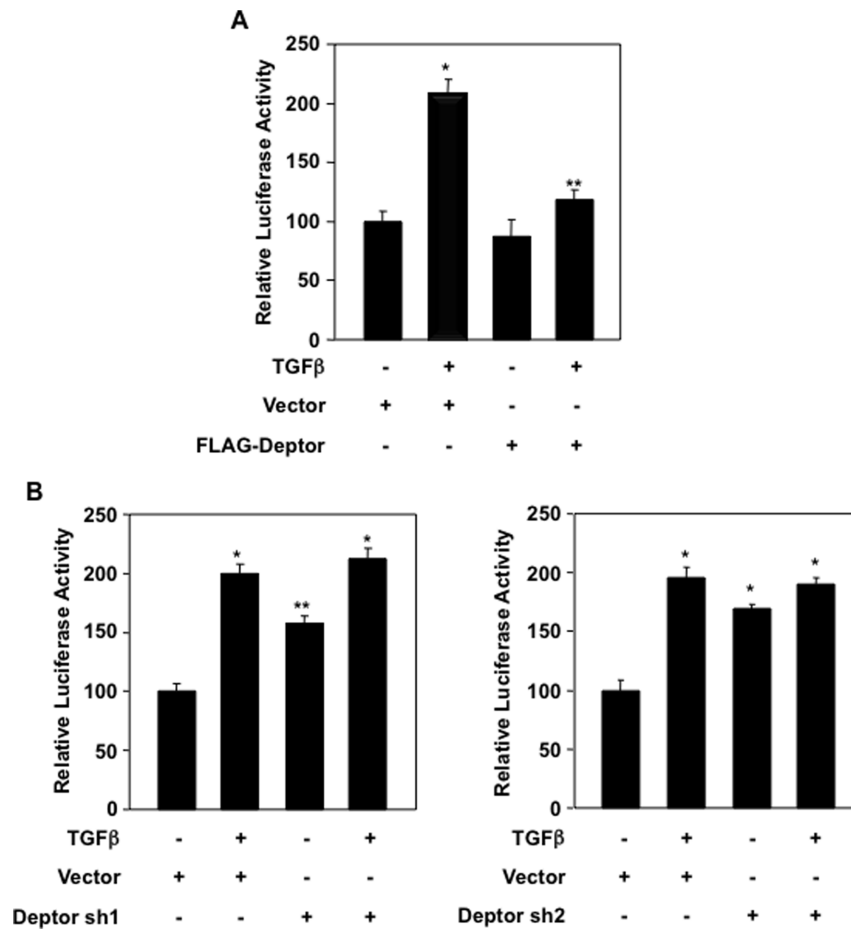 A
250
200
150
100
50
0
Relative Luciferase Activity
*
**
TGFβ - + - +
Vector + + - -
FLAG-Deptor - - + +
B
250
200
150
100
50
0
Relative Luciferase Activity
*
**
*
TGFβ - + - +
Vector + + - -
Deptor sh1 - - + +
250
200
150
100
50
0
Relative Luciferase Activity
*
*
*
TGFβ - + - +
Vector + + - -
Deptor sh2 - - + +